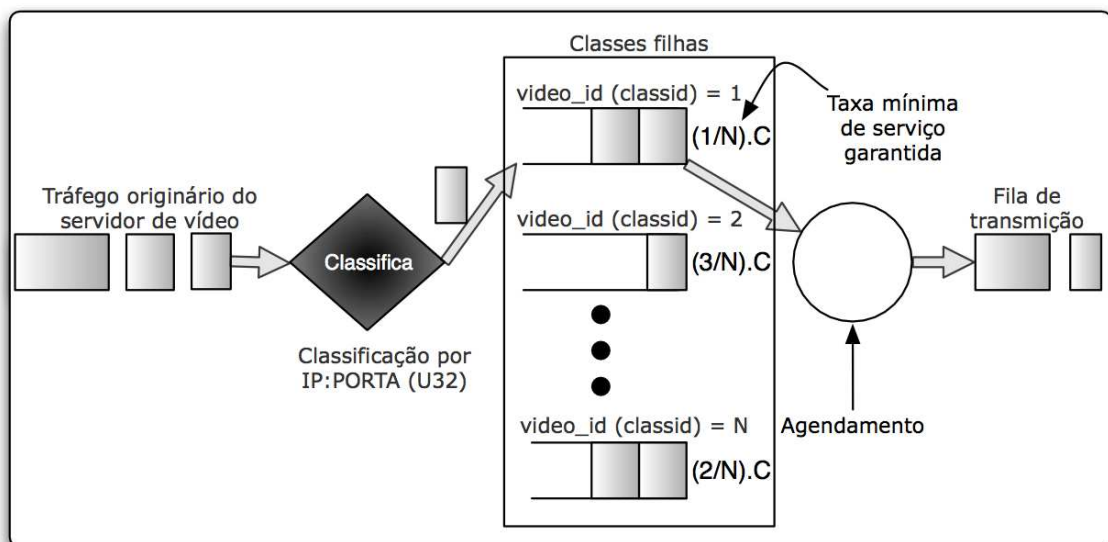 Classes filhas
video_id (classid) = 1
(1/N).C
Taxa mínima
de serviço
garantida
Tráfego originário do
servidor de vídeo
Classifica
Classificação por
IP:PORTA (U32)
video_id (classid) = 2
(3/N).C
Fila de
transmição
video_id (classid) = N
(2/N).C
Agendamento